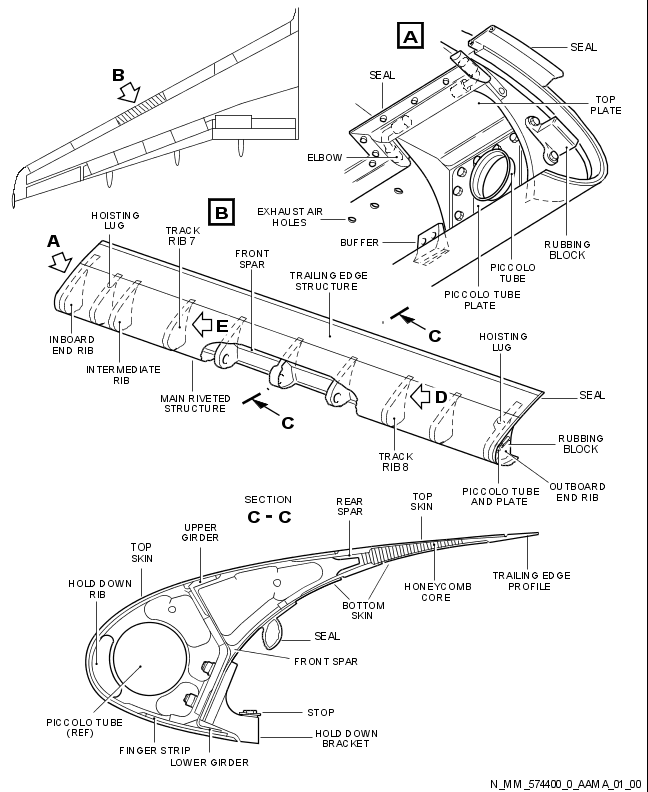 A
SEAL
SEAL
B
TOP
PLATE
ELBOW
B
HOISTING
LUG
EXHAUST AIR
HOLES
TRACK
RIB 7
A
BUFFER
RUBBING
BLOCK
FRONT
SPAR
PICCOLO
TUBE
TRAILING EDGE
STRUCTURE
PICCOLO TUBE
PLATE
E
C
HOISTING
LUG
INBOARD
END RIB
INTERMEDIATE
RIB
SEAL
D
MAIN RIVETED
STRUCTURE
C
RUBBING
BLOCK
TRACK
RIB 8
OUTBOARD
END RIB
PICCOLO TUBE
AND PLATE
SECTION
C - C
REAR
SPAR
TOP
SKIN
UPPER
GIRDER
TOP
SKIN
HOLD DOWN
RIB
TRAILING EDGE
PROFILE
HONEYCOMB
CORE
BOTTOM
SKIN
SEAL
FRONT SPAR
STOP
PICCOLO TUBE
(REF)
HOLD DOWN
BRACKET
FINGER STRIP
LOWER GIRDER
N_MM_574400_0_AAMA_01_00